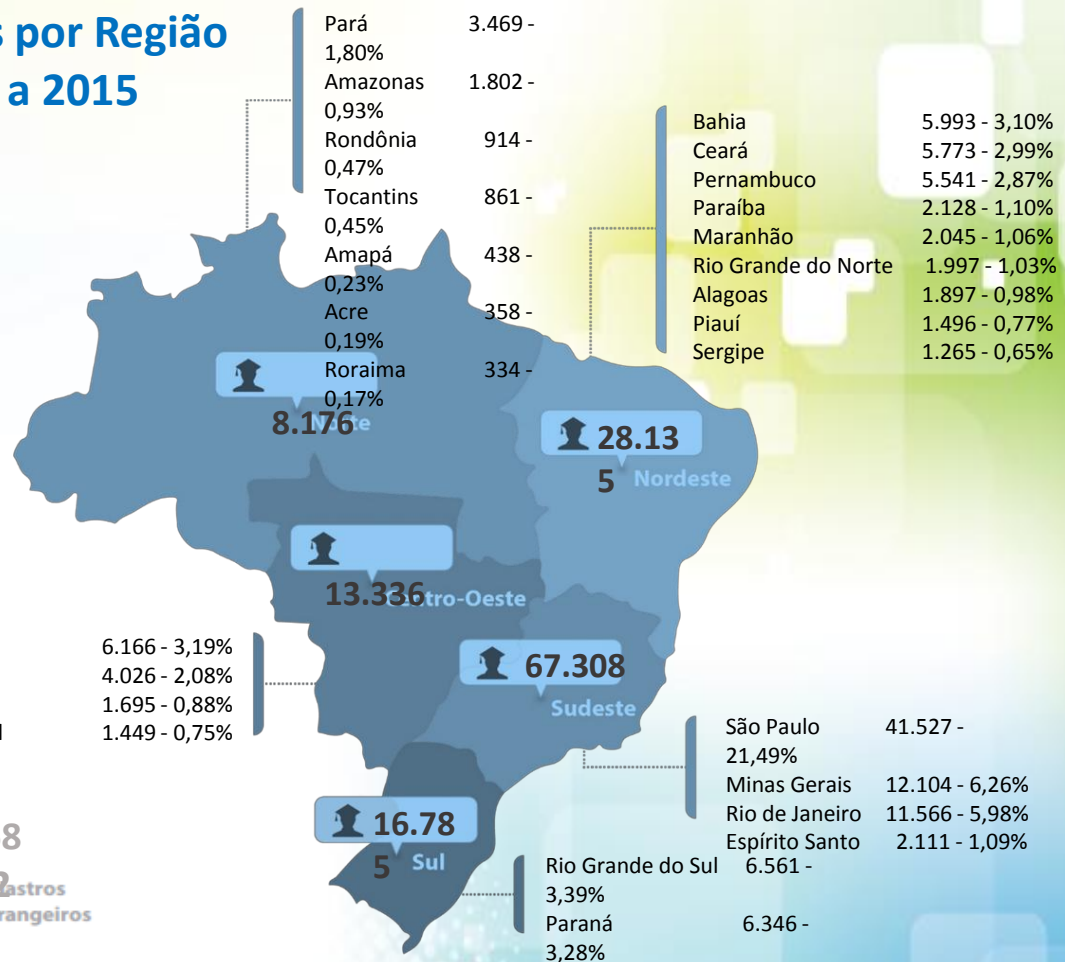 s por Região
a 2015
Pará 3.469 -
1,80%
Amazonas 1.802 -
0,93%
Rondônia 914 -
0,47%
Tocantins 861 -
0,45%
Amapá 438 -
0,23%
Acre 358 -
0,19%
Roraima 334 -
0,17%
Bahia 5.993 - 3,10%
Ceará 5.773 - 2,99%
Pernambuco 5.541 - 2,87%
Paraíba 2.128 - 1,10%
Maranhão 2.045 - 1,06%
Rio Grande do Norte 1.997 - 1,03%
Alagoas 1.897 - 0,98%
Piauí 1.496 - 0,77%
Sergipe 1.265 - 0,65%
8.176
Norte
28.13
5 Nordeste
13.336
Centro-Oeste
6.166 - 3,19%
4.026 - 2,08%
1.695 - 0,88%
1.449 - 0,75%
67.308
Sudeste
São Paulo 41.527 -
21,49%
Minas Gerais 12.104 - 6,26%
Rio de Janeiro 11.566 - 5,98%
Espírito Santo 2.111 - 1,09%
16.78
5 Sul
Rio Grande do Sul 6.561 -
3,39%
Paraná 6.346 -
3,28%
8
2
astros
rangeiros